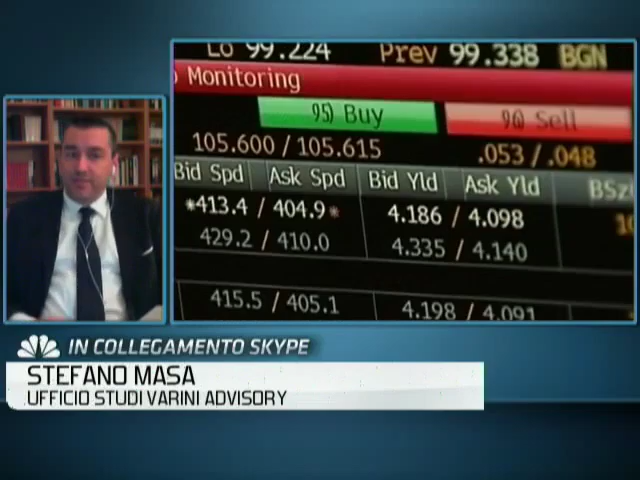 Lo 99.224 Prev 99.338 BGN
Monitoring
95) Buy 96) Sell
105.600 / 105.615 .053 / .048
Bid Spd Ask Spd Bid Yld Ask Yld
*413.4 / 404.9* 4.186 / 4.098
429.2 / 410.0 4.335 / 4.140
415.5 / 405.1 4.198 / 4.091
IN COLLEGAMENTO SKYPE
STEFANO MASA
UFFICIO STUDI VARINI ADVISORY